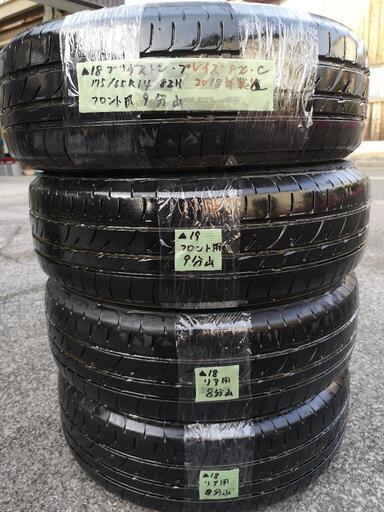 ▲18 ブリヂストン・プレイズ PX-C
175/65R14 82H 2018年製造
フロント用 9分山
▲19
フロント用
9分山
▲18
リア用
8分山
▲18
リア用
8分山